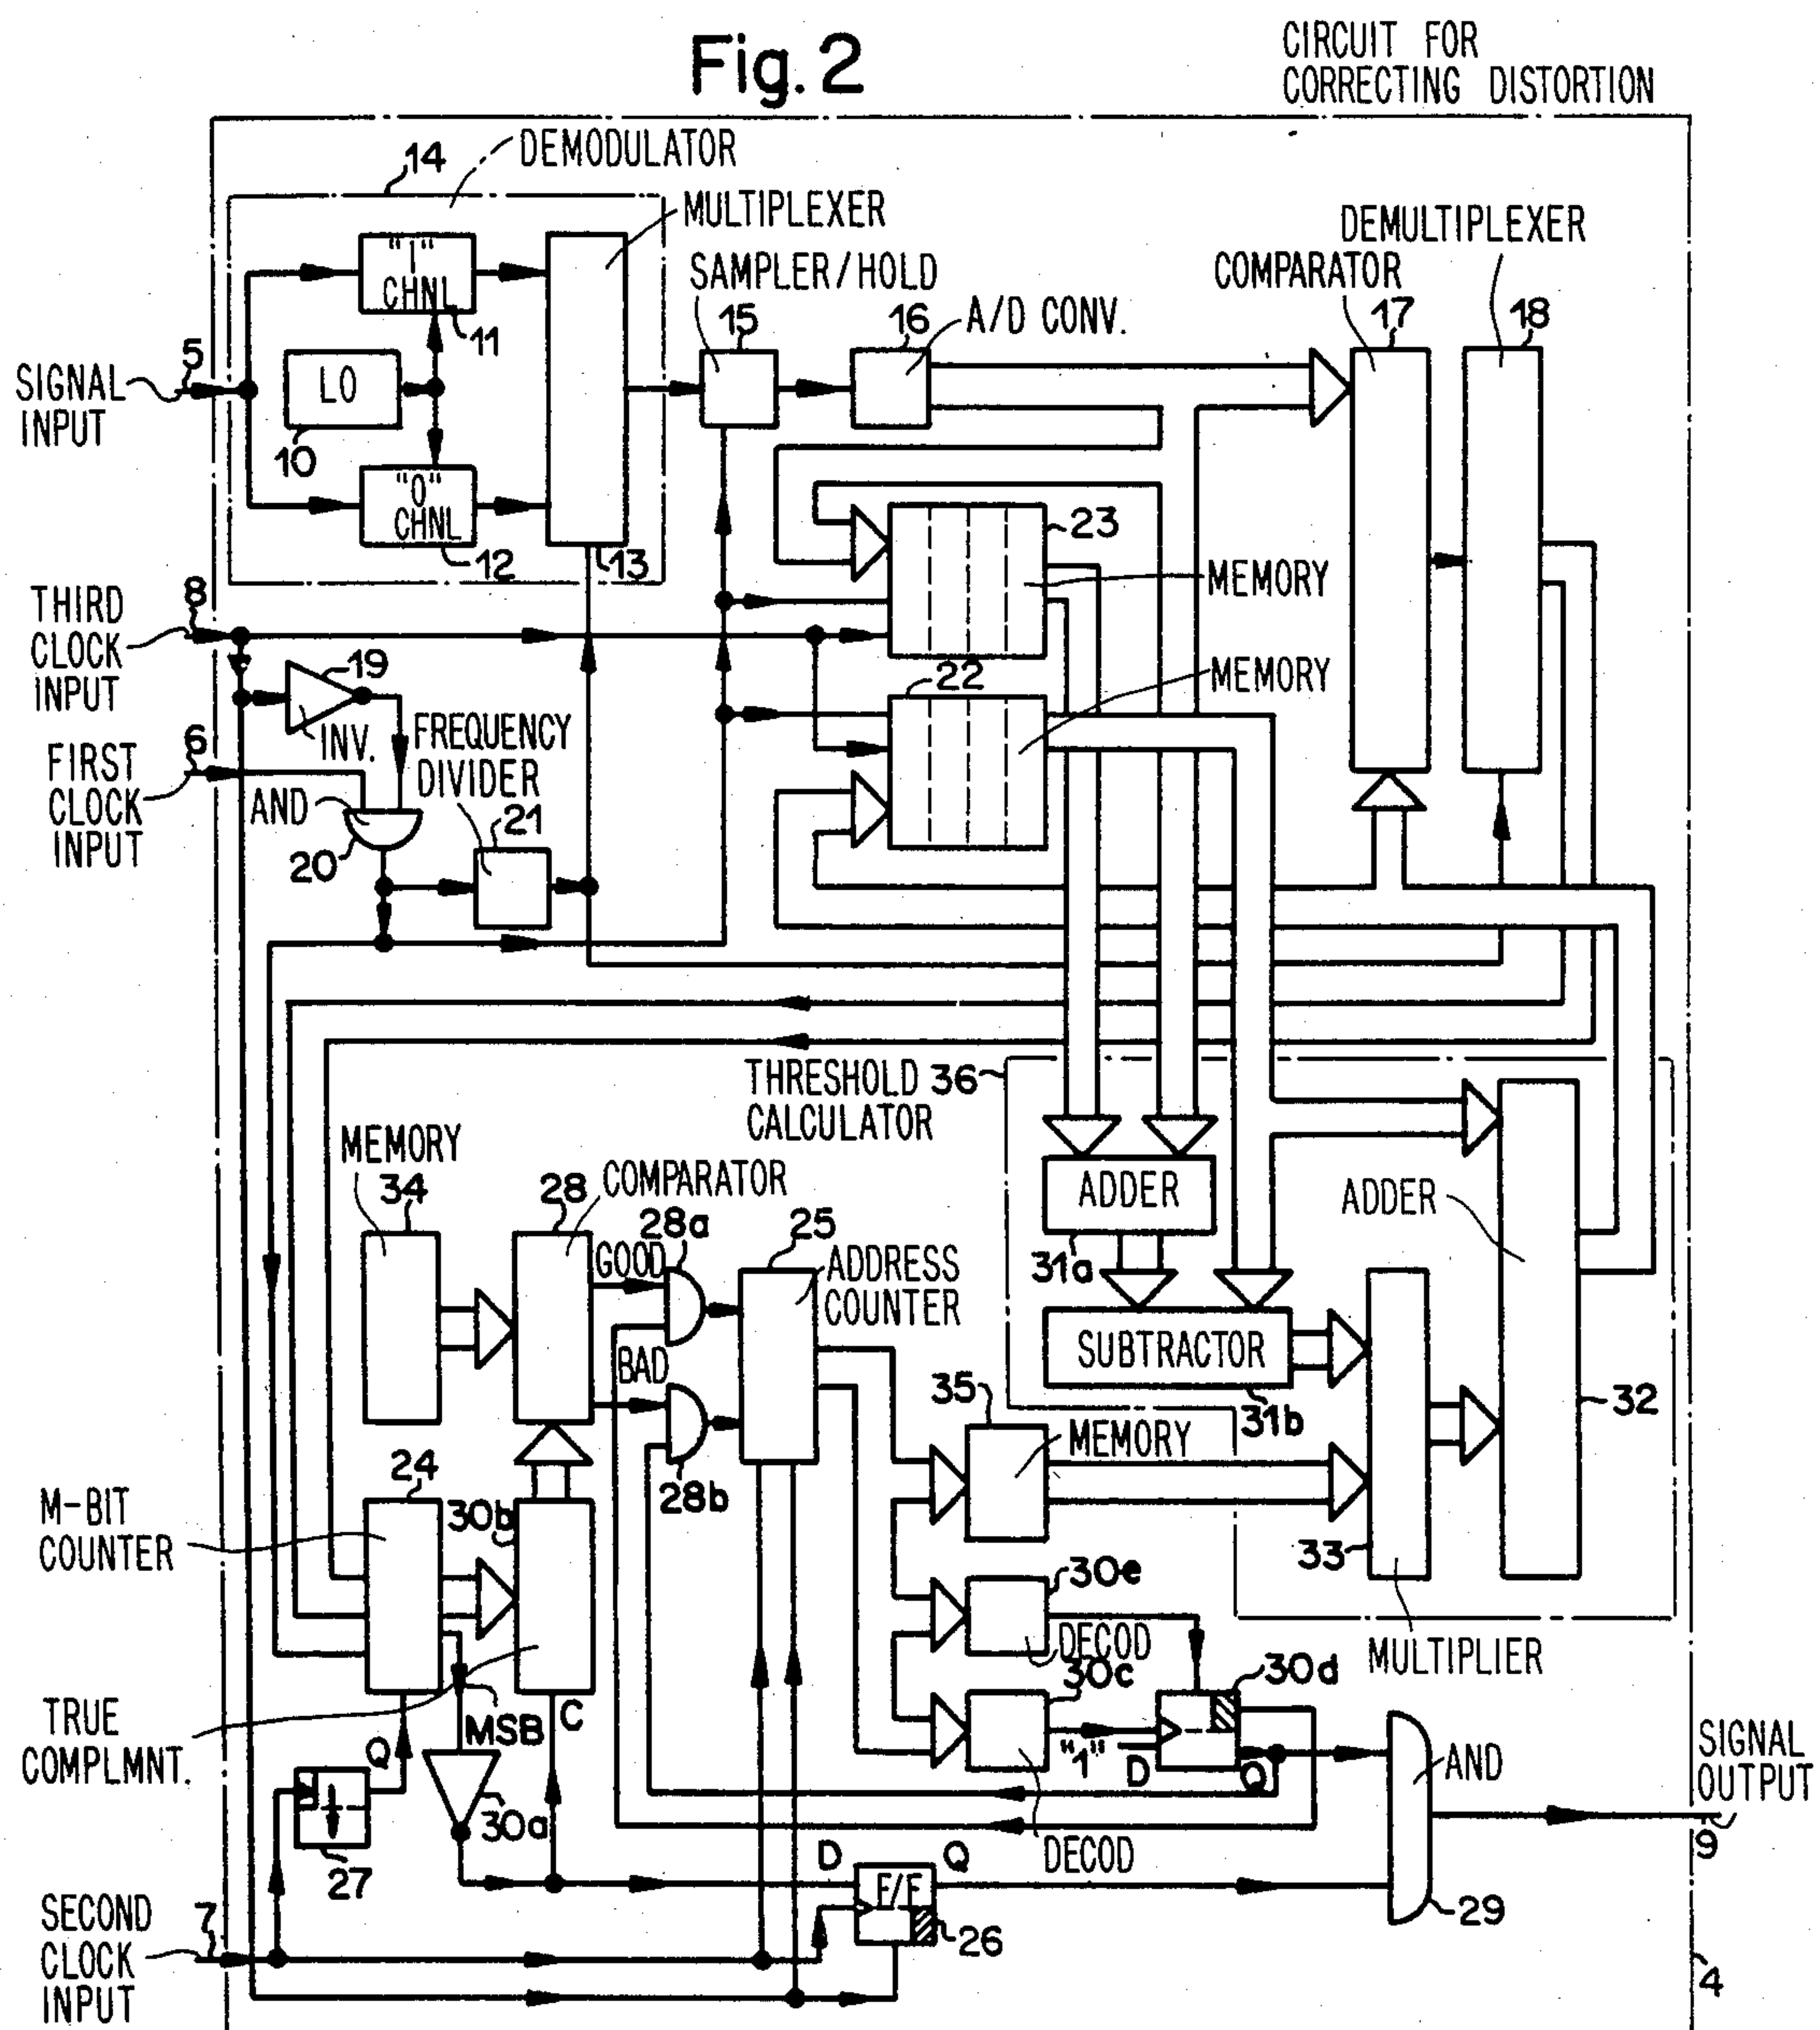 Fig. 2
CIRCUIT FOR
CORRECTING DISTORTION
14
DEMODULATOR
MULTIPLEXER
DEMULTIPLEXER
SAMPLER/HOLD
COMPARATOR
"I"
CHNL
11
15
16
A/D CONV.
17
18
5
SIGNAL
INPUT
LO
10
"Q"
CHNL
12
13
23
MEMORY
THIRD
CLOCK
INPUT
8
19
INV.
22
MEMORY
FREQUENCY
DIVIDER
6
FIRST
CLOCK
INPUT
AND
20
21
THRESHOLD
CALCULATOR
36
MEMORY
34
28
COMPARATOR
28a
25
ADDRESS
COUNTER
GOOD
BAD
28b
ADDER
31a
ADDER
SUBTRACTOR
31b
32
35
MEMORY
24
30b
M-BIT
COUNTER
33
30e
DECOD
30c
30d
MULTIPLIER
TRUE
COMPLMNT.
Q
MSB
C
"1"
D
Q
AND
SIGNAL
OUTPUT
9
27
30a
DECOD
D
Q
F/F
26
29
SECOND
CLOCK
INPUT
7
4